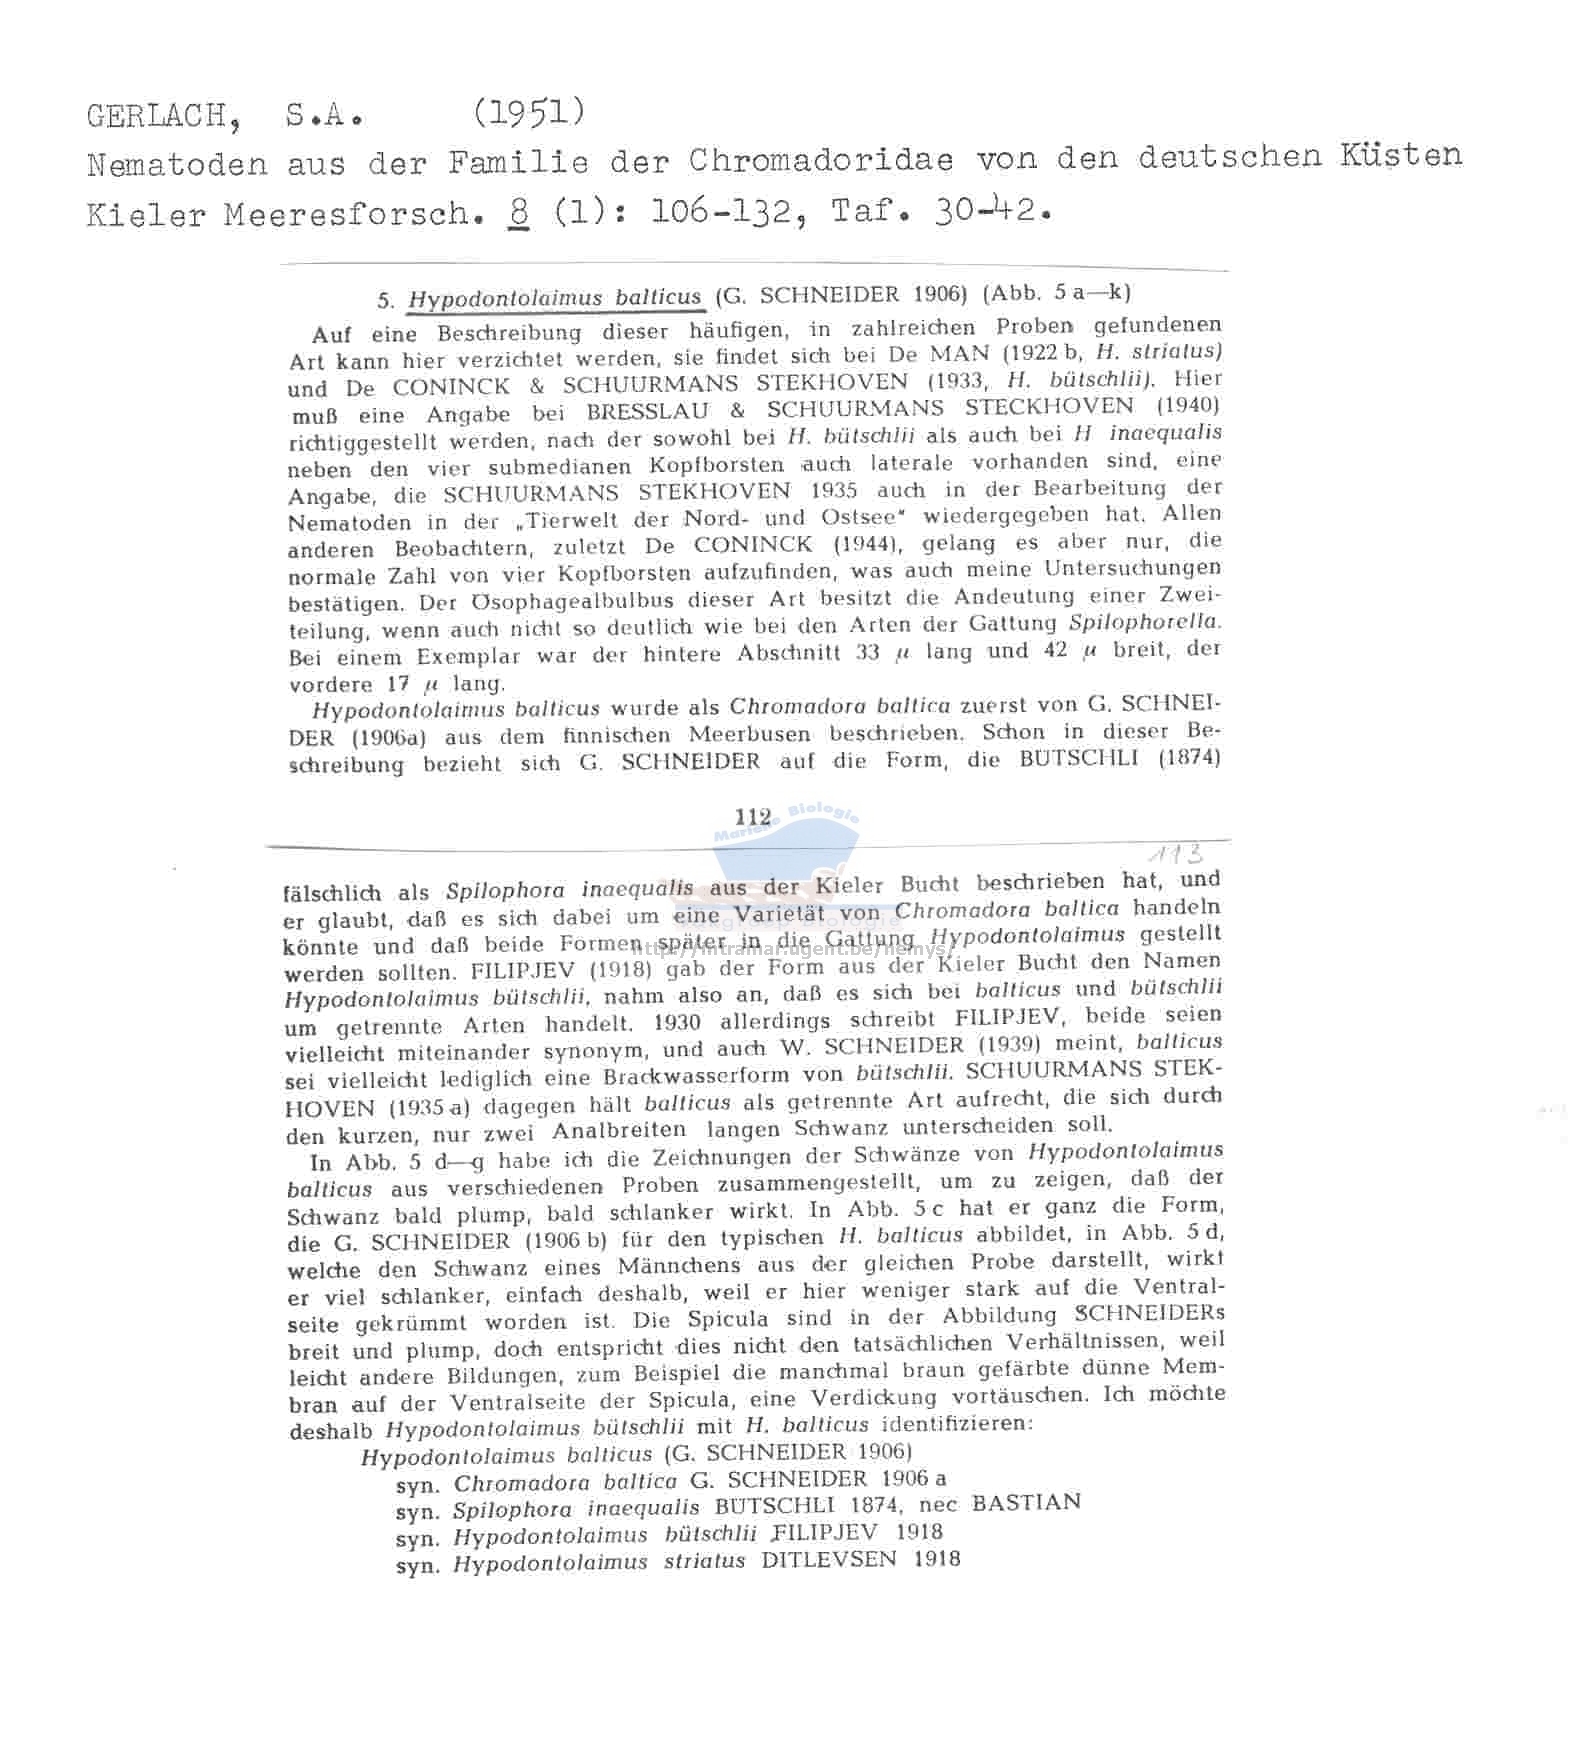 GERLACH, S.A. (1951)
Nematoden aus der Familie der Chromadoridae von den deutschen Küsten
Kieler Meeresforsch. 8 (1): 106-132, Taf. 30-42.
5. Hypodontolaimus balticus (G. SCHNEIDER 1906) (Abb. 5 a—k)
Auf eine Beschreibung dieser häufigen, in zahlreichen Proben gefundenen
Art kann hier verzichtet werden, sie findet sich bei De MAN (1922 b, H. striatus)
und De CONINCK & SCHUURMANS STEKHOVEN (1933, H. bütschlii). Hier
muß eine Angabe bei BRESSLAU & SCHUURMANS STECKHOVEN (1940)
richtiggestellt werden, nach der sowohl bei H. bütschlii als auch bei H inaequalis
neben den vier submedianen Kopfborsten auch laterale vorhanden sind, eine
Angabe, die SCHUURMANS STEKHOVEN 1935 auch in der Bearbeitung der
Nematoden in der „Tierwelt der Nord- und Ostsee“ wiedergegeben hat. Allen
anderen Beobachtern, zuletzt De CONINCK (1944), gelang es aber nur, die
normale Zahl von vier Kopfborsten aufzufinden, was auch meine Untersuchungen
bestätigen. Der Osophagealbulbus dieser Art besitzt die Andeutung einer Zwei-
teilung, wenn auch nicht so deutlich wie bei den Arten der Gattung Spilophorella.
Bei einem Exemplar war der hintere Abschnitt 33 µ lang und 42 µ breit, der
vordere 17 µ lang.
Hypodontolaimus balticus wurde als Chromadora baltica zuerst von G. SCHNEI-
DER (1906a) aus dem finnischen Meerbusen beschrieben. Schon in dieser Be-
schreibung bezieht sich G. SCHNEIDER auf die Form, die BÜTSCHLI (1874)
112
Marine Biologie
113
fälschlich als Spilophora inaequalis aus der Kieler Bucht beschrieben hat, und
er glaubt, daß es sich dabei um eine Varietät von Chromadora baltica handeln
könnte und daß beide Formen später in die Gattung Hypodontolaimus gestellt
http://intramar.ugent.be/nemys/
werden sollten. FILIPJEV (1918) gab der Form aus der Kieler Bucht den Namen
Hypodontolaimus bütschlii, nahm also an, daß es sich bei balticus und bütschlii
um getrennte Arten handelt. 1930 allerdings schreibt FILIPJEV, beide seien
vielleicht miteinander synonym, und auch W. SCHNEIDER (1939) meint, balticus
sei vielleicht lediglich eine Brackwasserform von bütschlii. SCHUURMANS STEK-
HOVEN (1935 a) dagegen hält balticus als getrennte Art aufrecht, die sich durch
den kurzen, nur zwei Analbreiten langen Schwanz unterscheiden soll.
In Abb. 5 d—g habe ich die Zeichnungen der Schwänze von Hypodontolaimus
balticus aus verschiedenen Proben zusammengestellt, um zu zeigen, daß der
Schwanz bald plump, bald schlanker wirkt. In Abb. 5 c hat er ganz die Form,
die G. SCHNEIDER (1906 b) für den typischen H. balticus abbildet, in Abb. 5 d,
welche den Schwanz eines Männchens aus der gleichen Probe darstellt, wirkt
er viel schlanker, einfach deshalb, weil er hier weniger stark auf die Ventral-
seite gekrümmt worden ist. Die Spicula sind in der Abbildung SCHNEIDERs
breit und plump, doch entspricht dies nicht den tatsächlichen Verhältnissen, weil
leicht andere Bildungen, zum Beispiel die manchmal braun gefärbte dünne Mem-
bran auf der Ventralseite der Spicula, eine Verdickung vortäuschen. Ich möchte
deshalb Hypodontolaimus bütschlii mit H. balticus identifizieren:
Hypodontolaimus balticus (G. SCHNEIDER 1906)
syn. Chromadora baltica G. SCHNEIDER 1906 a
syn. Spilophora inaequalis BÜTSCHLI 1874, nec BASTIAN
syn. Hypodontolaimus bütschlii FILIPJEV 1918
syn. Hypodontolaimus striatus DITLEVSEN 1918